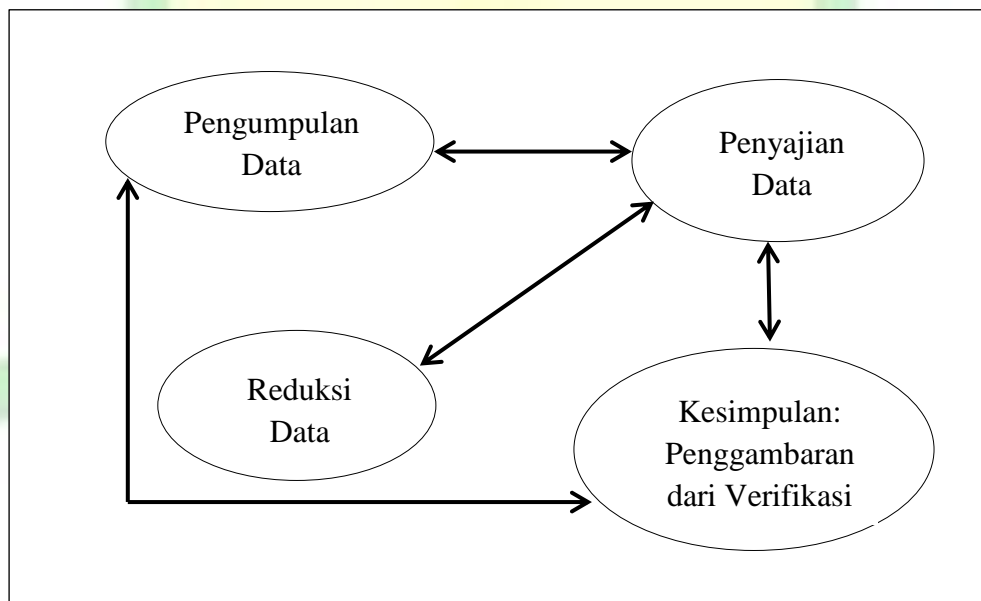 Pengumpulan
Data
Penyajian
Data
Reduksi
Data
Kesimpulan:
Penggambaran
dari Verifikasi